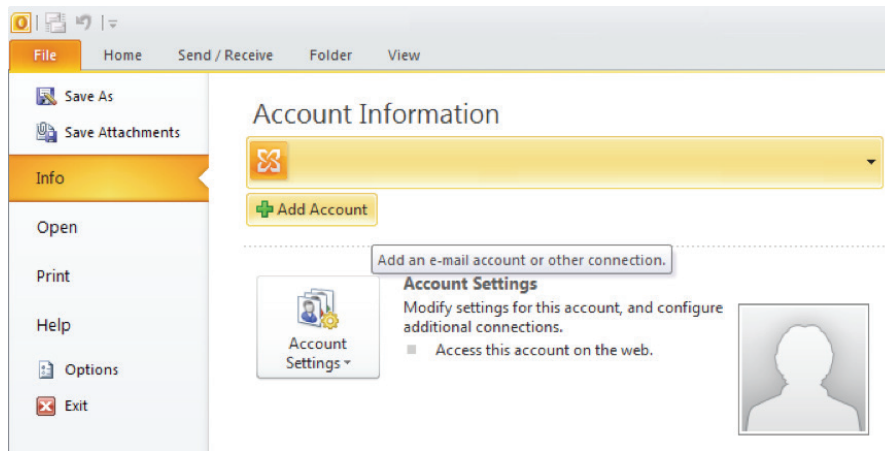 File Home Send / Receive Folder View
Save As
Save Attachments
Info
Open
Print
Help
Options
Exit
Account Information
Add Account
Add an e-mail account or other connection.
Account
Settings
Account Settings
Modify settings for this account, and configure
additional connections.
Access this account on the web.